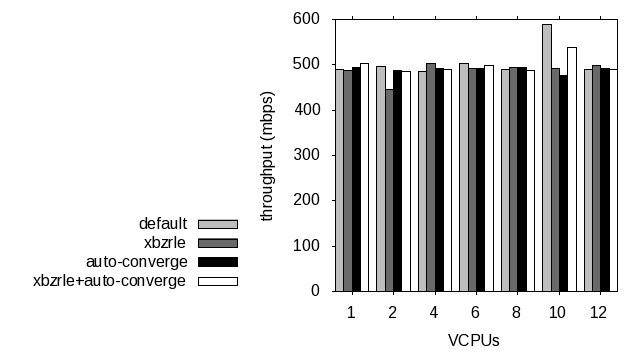 600
500
400
300
200
100
0
throughput (mbps)
1 2 4 6 8 10 12
VCPUs
default
xbzrle
auto-converge
xbzrle+auto-converge